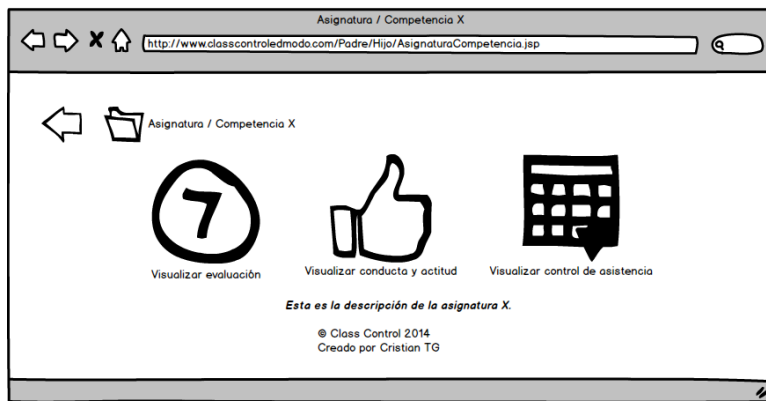 Asignatura / Competencia X
http://www.classcontroledmodo.com/Padre/Hijo/AsignaturaCompetencia.jsp
Asignatura / Competencia X
7
Visualizar evaluación
Visualizar conducta y actitud
Visualizar control de asistencia
Esta es la descripción de la asignatura X.
© Class Control 2014
Creado por Cristian TG